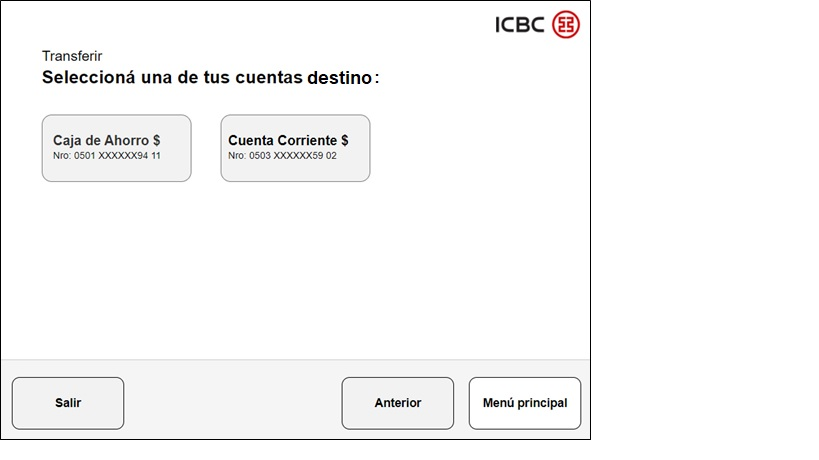 ICBC
Transferir
Seleccioná una de tus cuentas destino:
Caja de Ahorro $
Nro: 0501 XXXXXX94 11
Cuenta Corriente $
Nro: 0503 XXXXXX59 02
Salir
Anterior
Menú principal